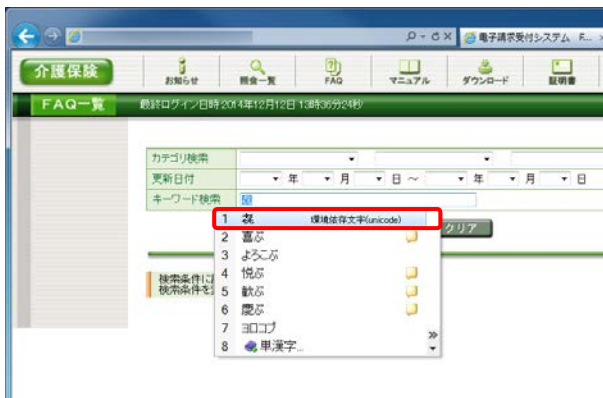 電子請求受付システム F...
介護保険
お知らせ
照会一覧
FAQ
マニュアル
ダウンロード
証明書
FAQ一覧
最終ログイン日時 2014年12月12日 13時36分24秒
カテゴリ検索
更新日付 年 月 日 ～ 年 月 日
キーワード検索
クリア
1 㐂 環境依存文字(unicode)
2 喜ぶ
3 よろこぶ
4 悦ぶ
5 歓ぶ
6 慶ぶ
7 ヨロコブ
8 単漢字...
検索条件に
検索条件を